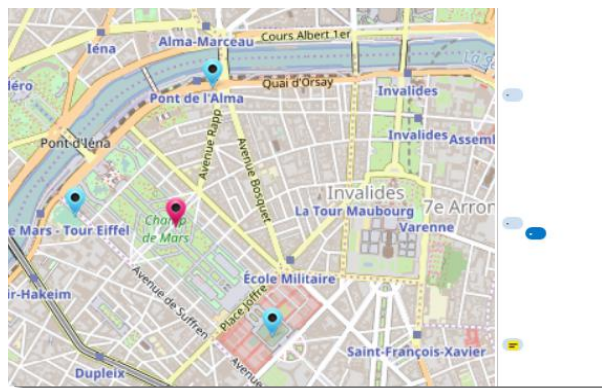 Iéna
Alma-Marceau
Cours Albert 1er
Quai d'Orsay
Pont de l'Alma
Invalides
Pont d'Iéna
Avenue Rapp
Avenue Bosquet
Invalides
Assem
Invalides
7e Arron
La Tour Maubourg
Varenne
Champ
de Mars
e Mars - Tour Eiffel
École Militaire
ir-Hakeim
Avenue de Suffren
Place Joffre
Avenue
Saint-François-Xavier
Dupleix